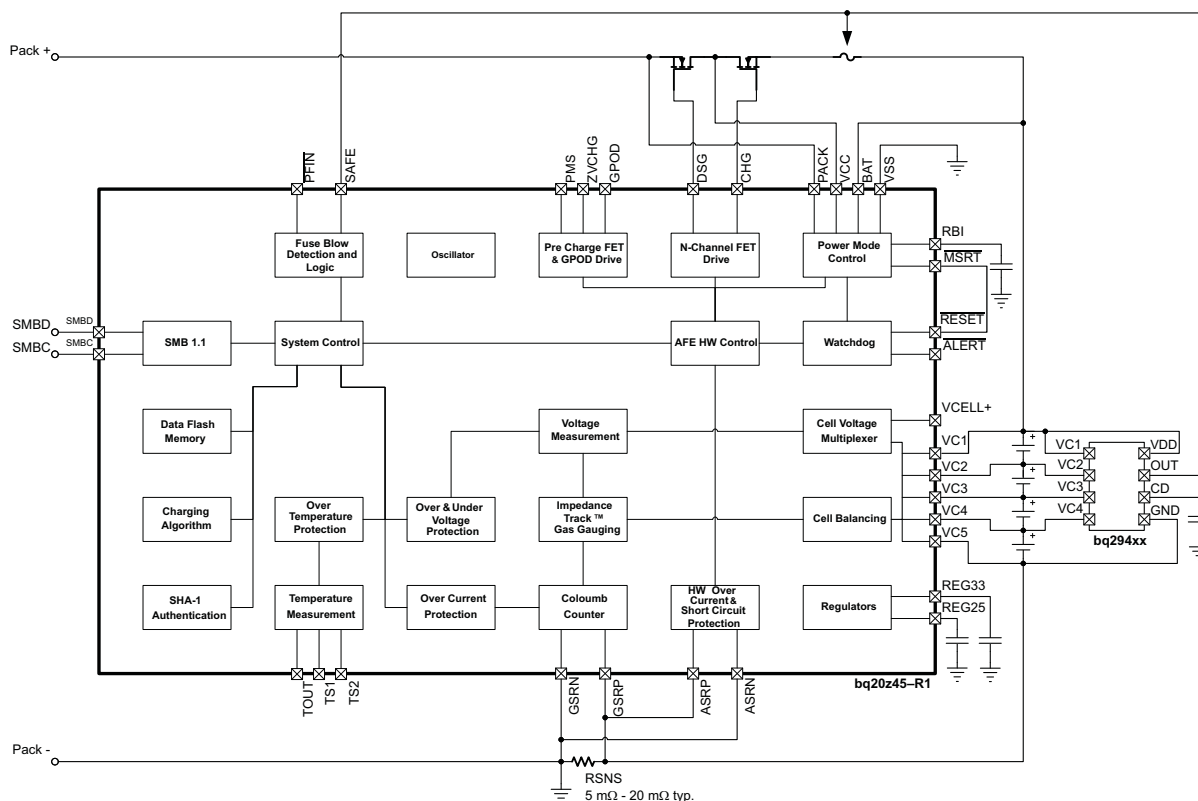 Pack +
PFIN
SAFE
PMS
ZVCHG
GPOD
DSG
CHG
PACK
VCC
BAT
VSS
Fuse Blow
Detection and
Logic
Oscillator
Pre Charge FET
& GPOD Drive
N-Channel FET
Drive
Power Mode
Control
RBI
MSRT
RESET
ALERT
SMBD
SMBD
SMBC
SMBC
SMB 1.1
System Control
AFE HW Control
Watchdog
Data Flash
Memory
Voltage
Measurement
Cell Voltage
Multiplexer
VCELL+
VC1
VC2
VC3
VC4
VC5
+
+
+
+
VC1
VC2
VC3
VC4
VDD
OUT
CD
GND
bq294xx
Charging
Algorithm
Over
Temperature
Protection
Over & Under
Voltage
Protection
Impedance
Track ™
Gas Gauging
Cell Balancing
SHA-1
Authentication
Temperature
Measurement
Over Current
Protection
Coloumb
Counter
HW Over
Current &
Short Circuit
Protection
Regulators
REG33
REG25
bq20z45–R1
TOUT
TS1
TS2
GSRN
GSRP
ASRP
ASRN
Pack -
RSNS
5 mΩ - 20 mΩ typ.